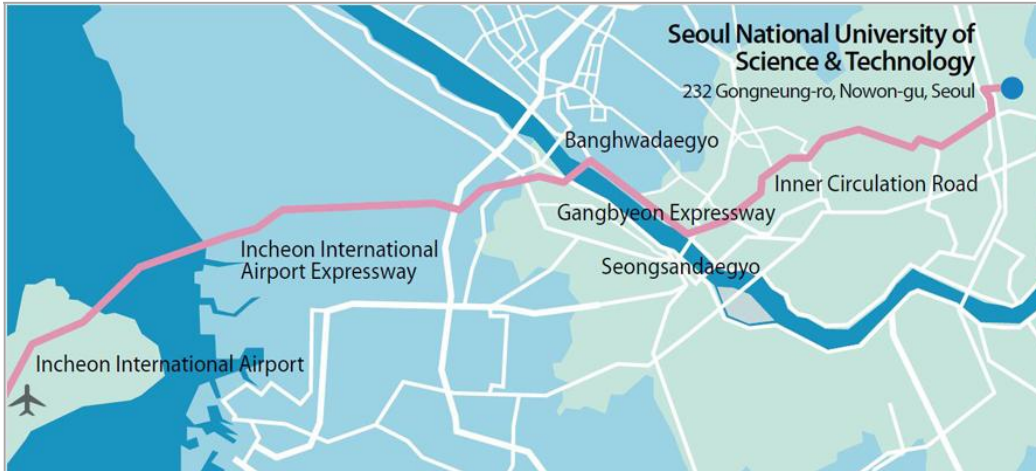 Seoul National University of
Science & Technology
232 Gongneung-ro, Nowon-gu, Seoul
Banghwadaegyo
Inner Circulation Road
Gangbyeon Expressway
Incheon International
Airport Expressway
Seongsandaegyo
Incheon International Airport